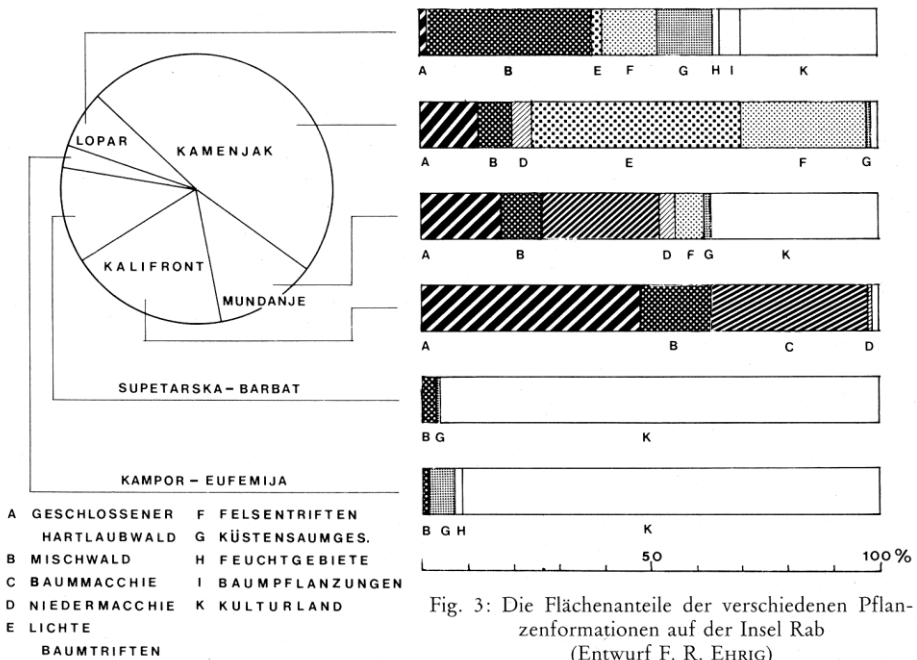 A B E F G H I K
LOPAR
KAMENJAK
A B D E F G
A B D F G K
KALIFRONT
MUNDANJE
A B C D
SUPETARSKA–BARBAT
B G K
KAMPOR – EUFEMIJA
B G H K
50 100 %
A GESCHLOSSENER
HARTLAUBWALD
B MISCHWALD
C BAUMMACCHIE
D NIEDERMACCHIE
E LICHTE
BAUMTRIFTEN
F FELSENTRIFTEN
G KÜSTENSAUMGES.
H FEUCHTGEBIETE
I BAUMPFLANZUNGEN
K KULTURLAND
Fig. 3: Die Flächenanteile der verschiedenen Pflan-
zenformationen auf der Insel Rab
(Entwurf F. R. EHRIG)